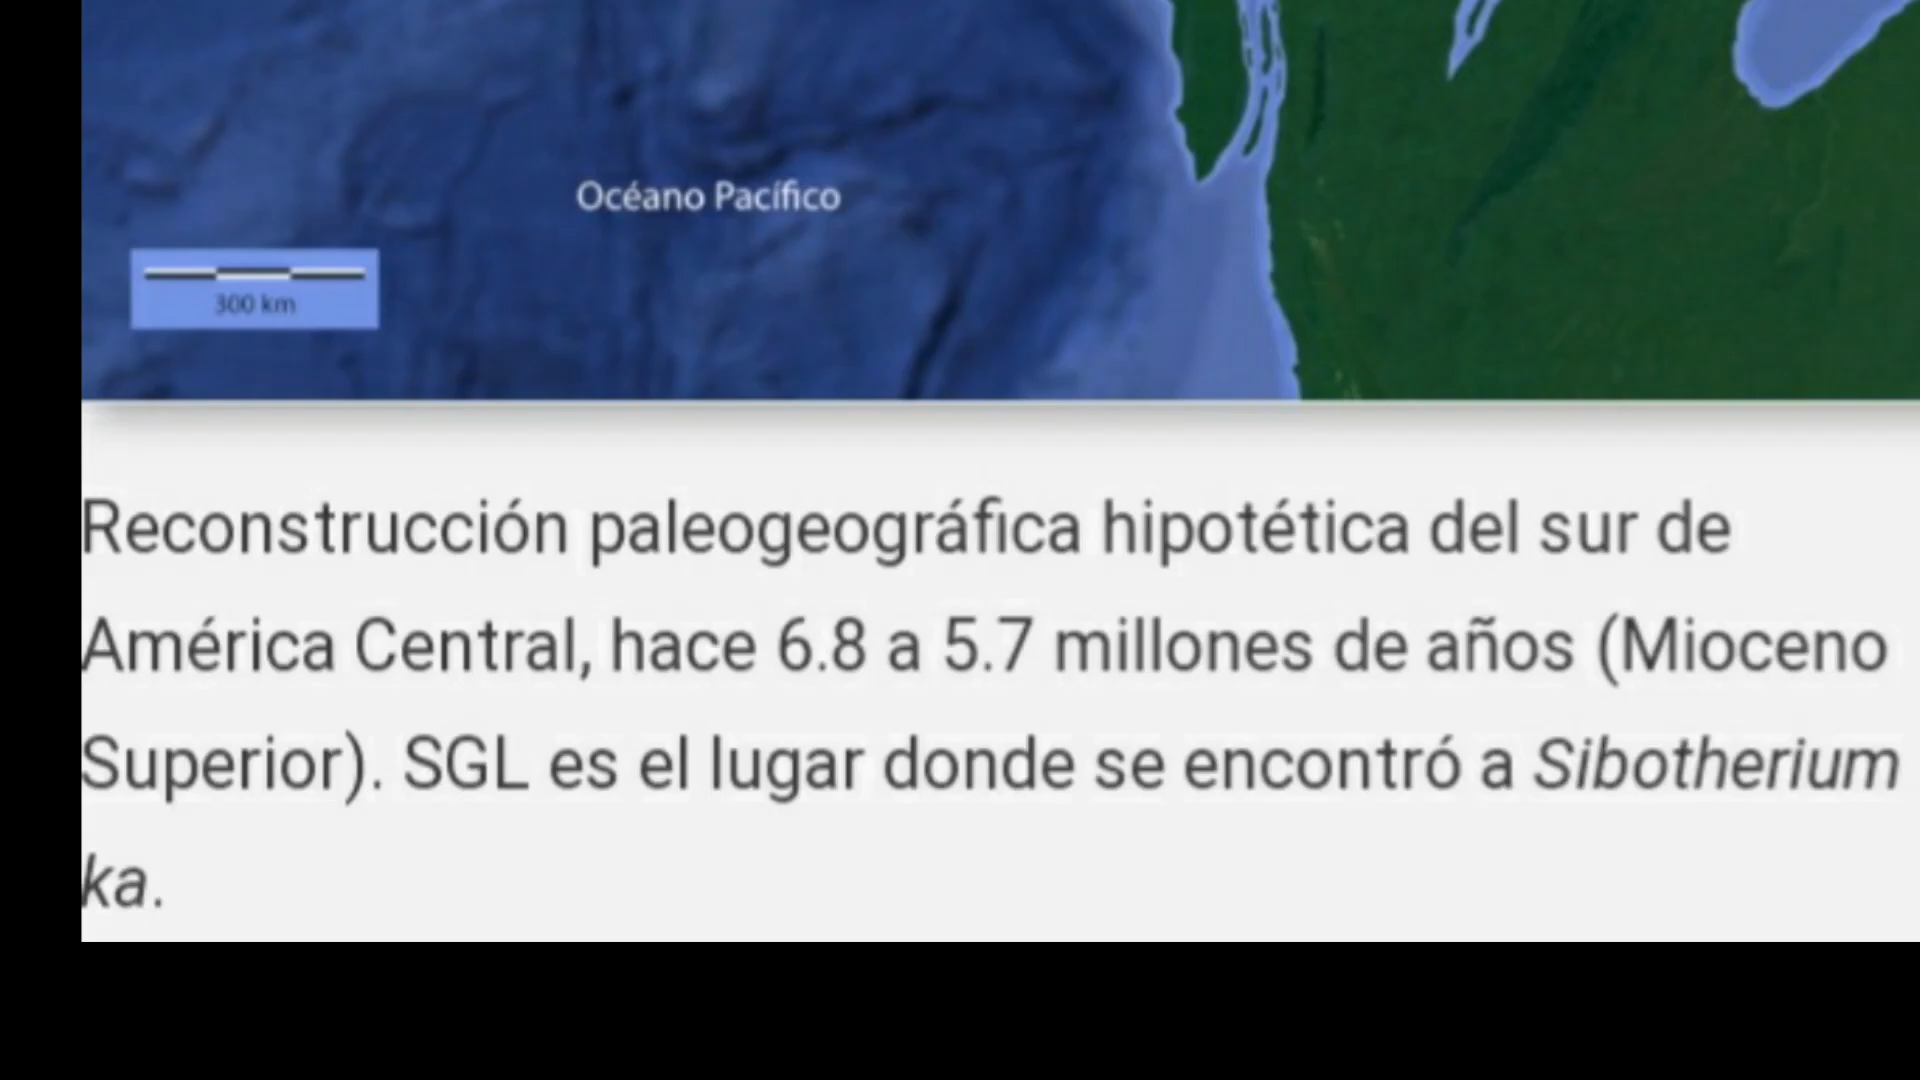 Océano Pacífico
300 km
Reconstrucción paleogeográfica hipotética del sur de
América Central, hace 6.8 a 5.7 millones de años (Mioceno
Superior). SGL es el lugar donde se encontró a Sibotherium
ka.